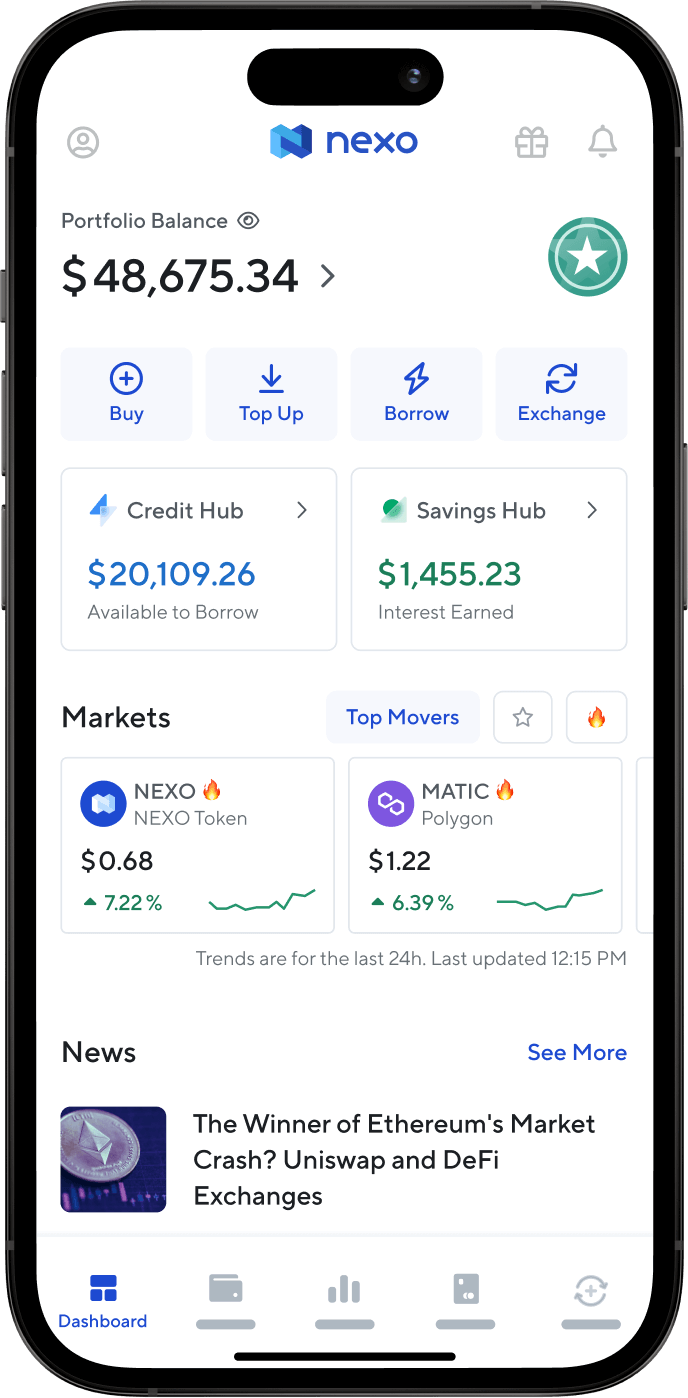 nexo
Portfolio Balance
$48,675.34
Buy
Top Up
Borrow
Exchange
Credit Hub
$20,109.26
Available to Borrow
Savings Hub
$1,455.23
Interest Earned
Markets
Top Movers
NEXO🔥
NEXO Token
$0.68
7.22%
MATIC🔥
Polygon
$1.22
6.39%
Trends are for the last 24h. Last updated 12:15 PM
News
See More
The Winner of Ethereum's Market
Crash? Uniswap and DeFi
Exchanges
Dashboard